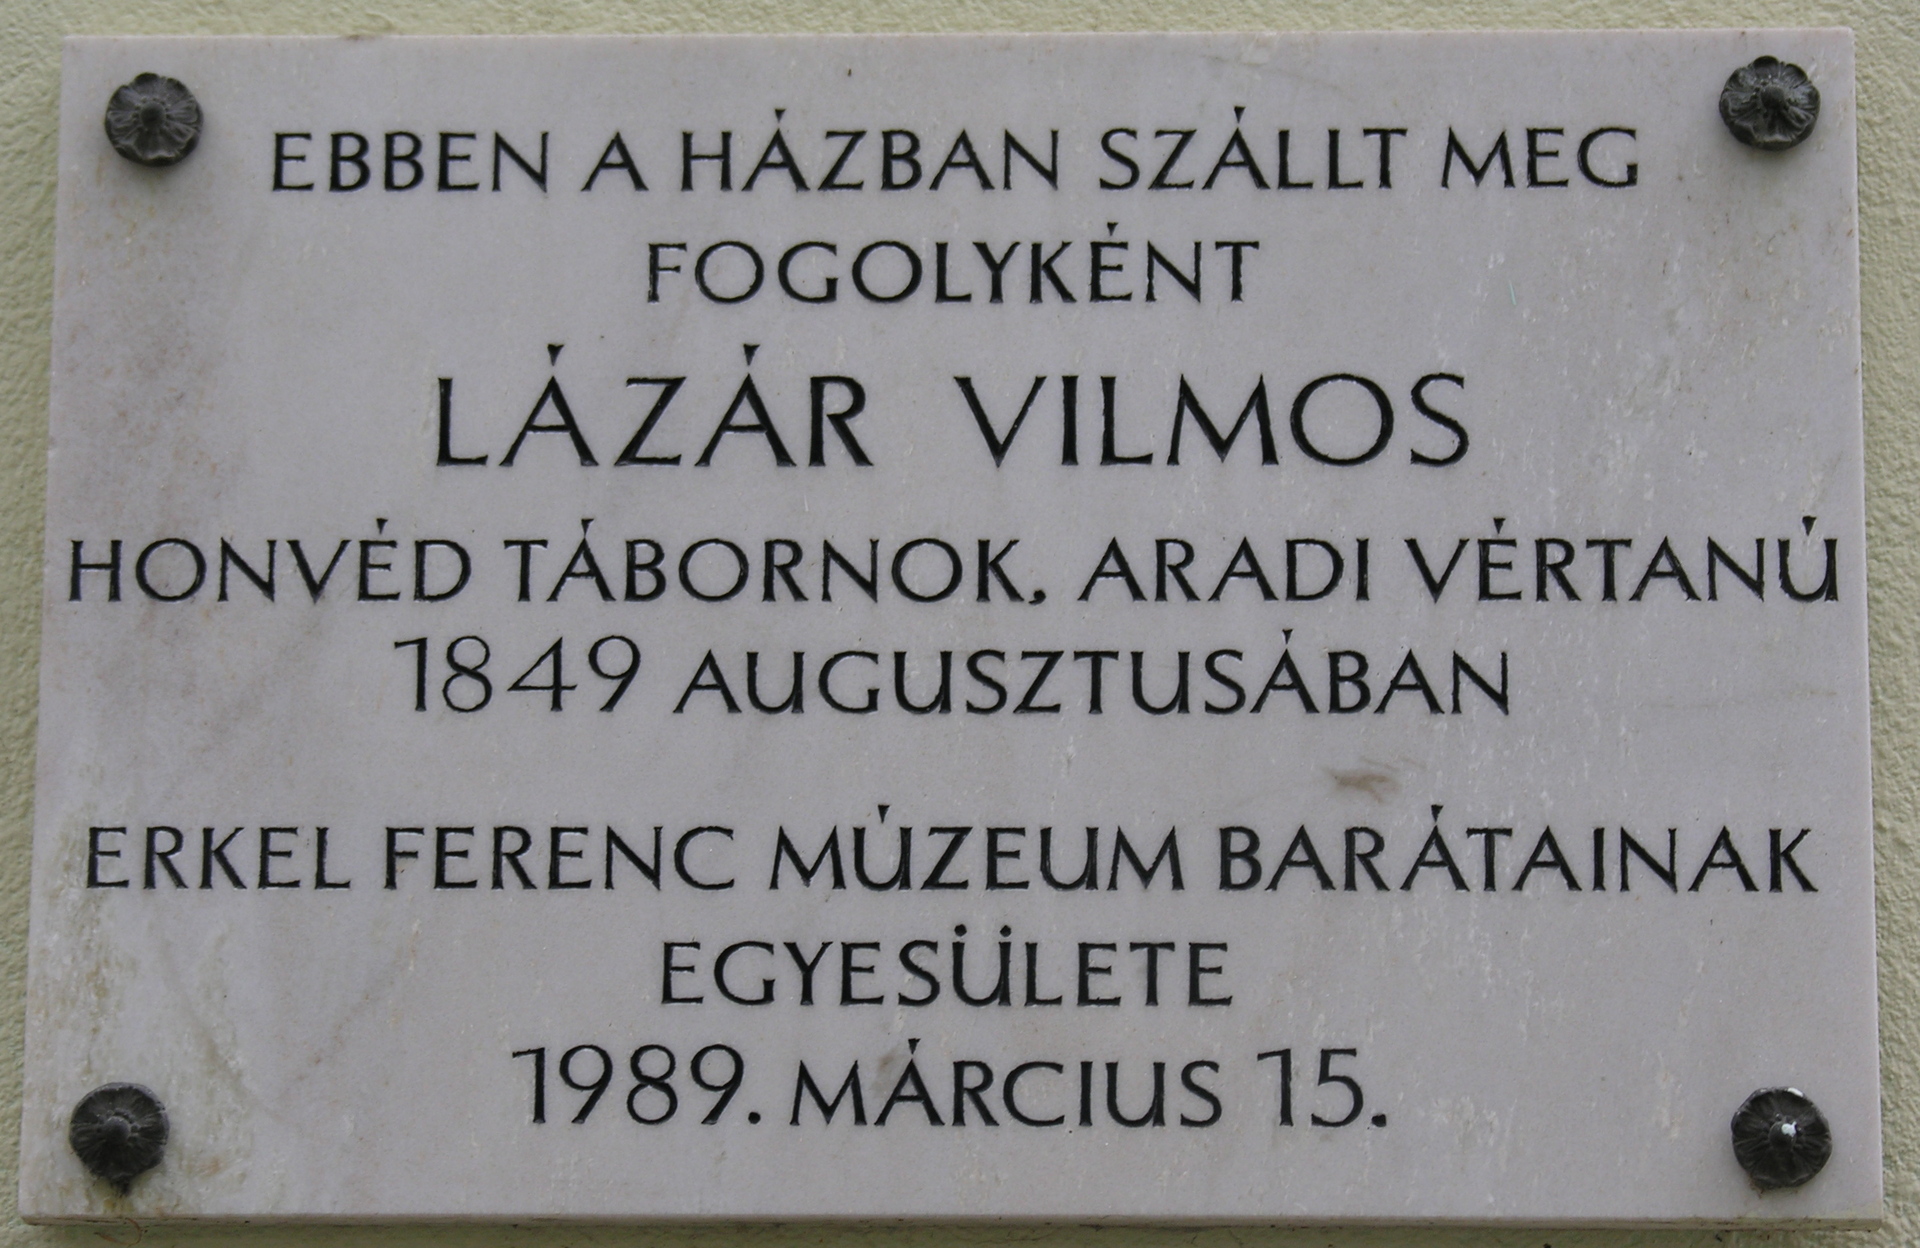 EBBEN A HÁZBAN SZÁLLT MEG
FOGOLYKÉNT
LÁZÁR VILMOS
HONVÉD TÁBORNOK, ARADI VÉRTANÚ
1849 AUGUSZTUSÁBAN
ERKEL FERENC MÚZEUM BARÁTAINAK
EGYESÜLETE
1989. MÁRCIUS 15.